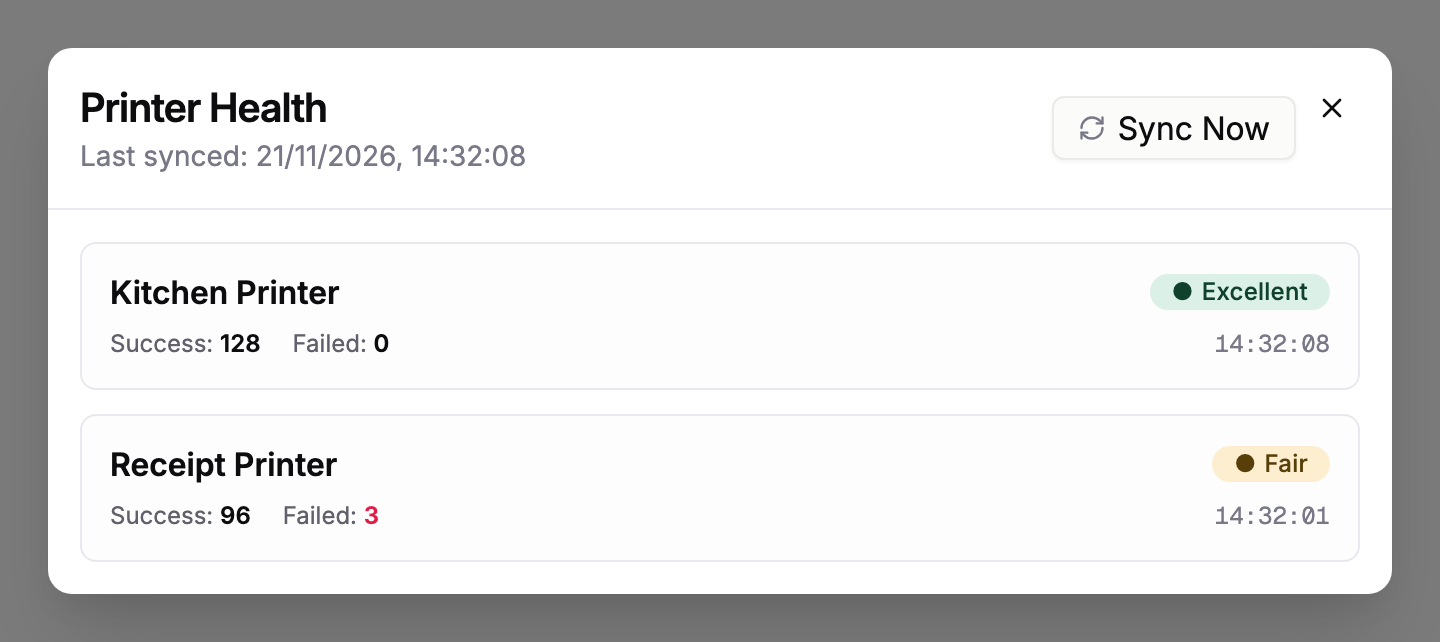 Printer Health
Last synced: 21/11/2026, 14:32:08
Sync Now
Kitchen Printer
Excellent
Success: 128 Failed: 0
14:32:08
Receipt Printer
Fair
Success: 96 Failed: 3
14:32:01